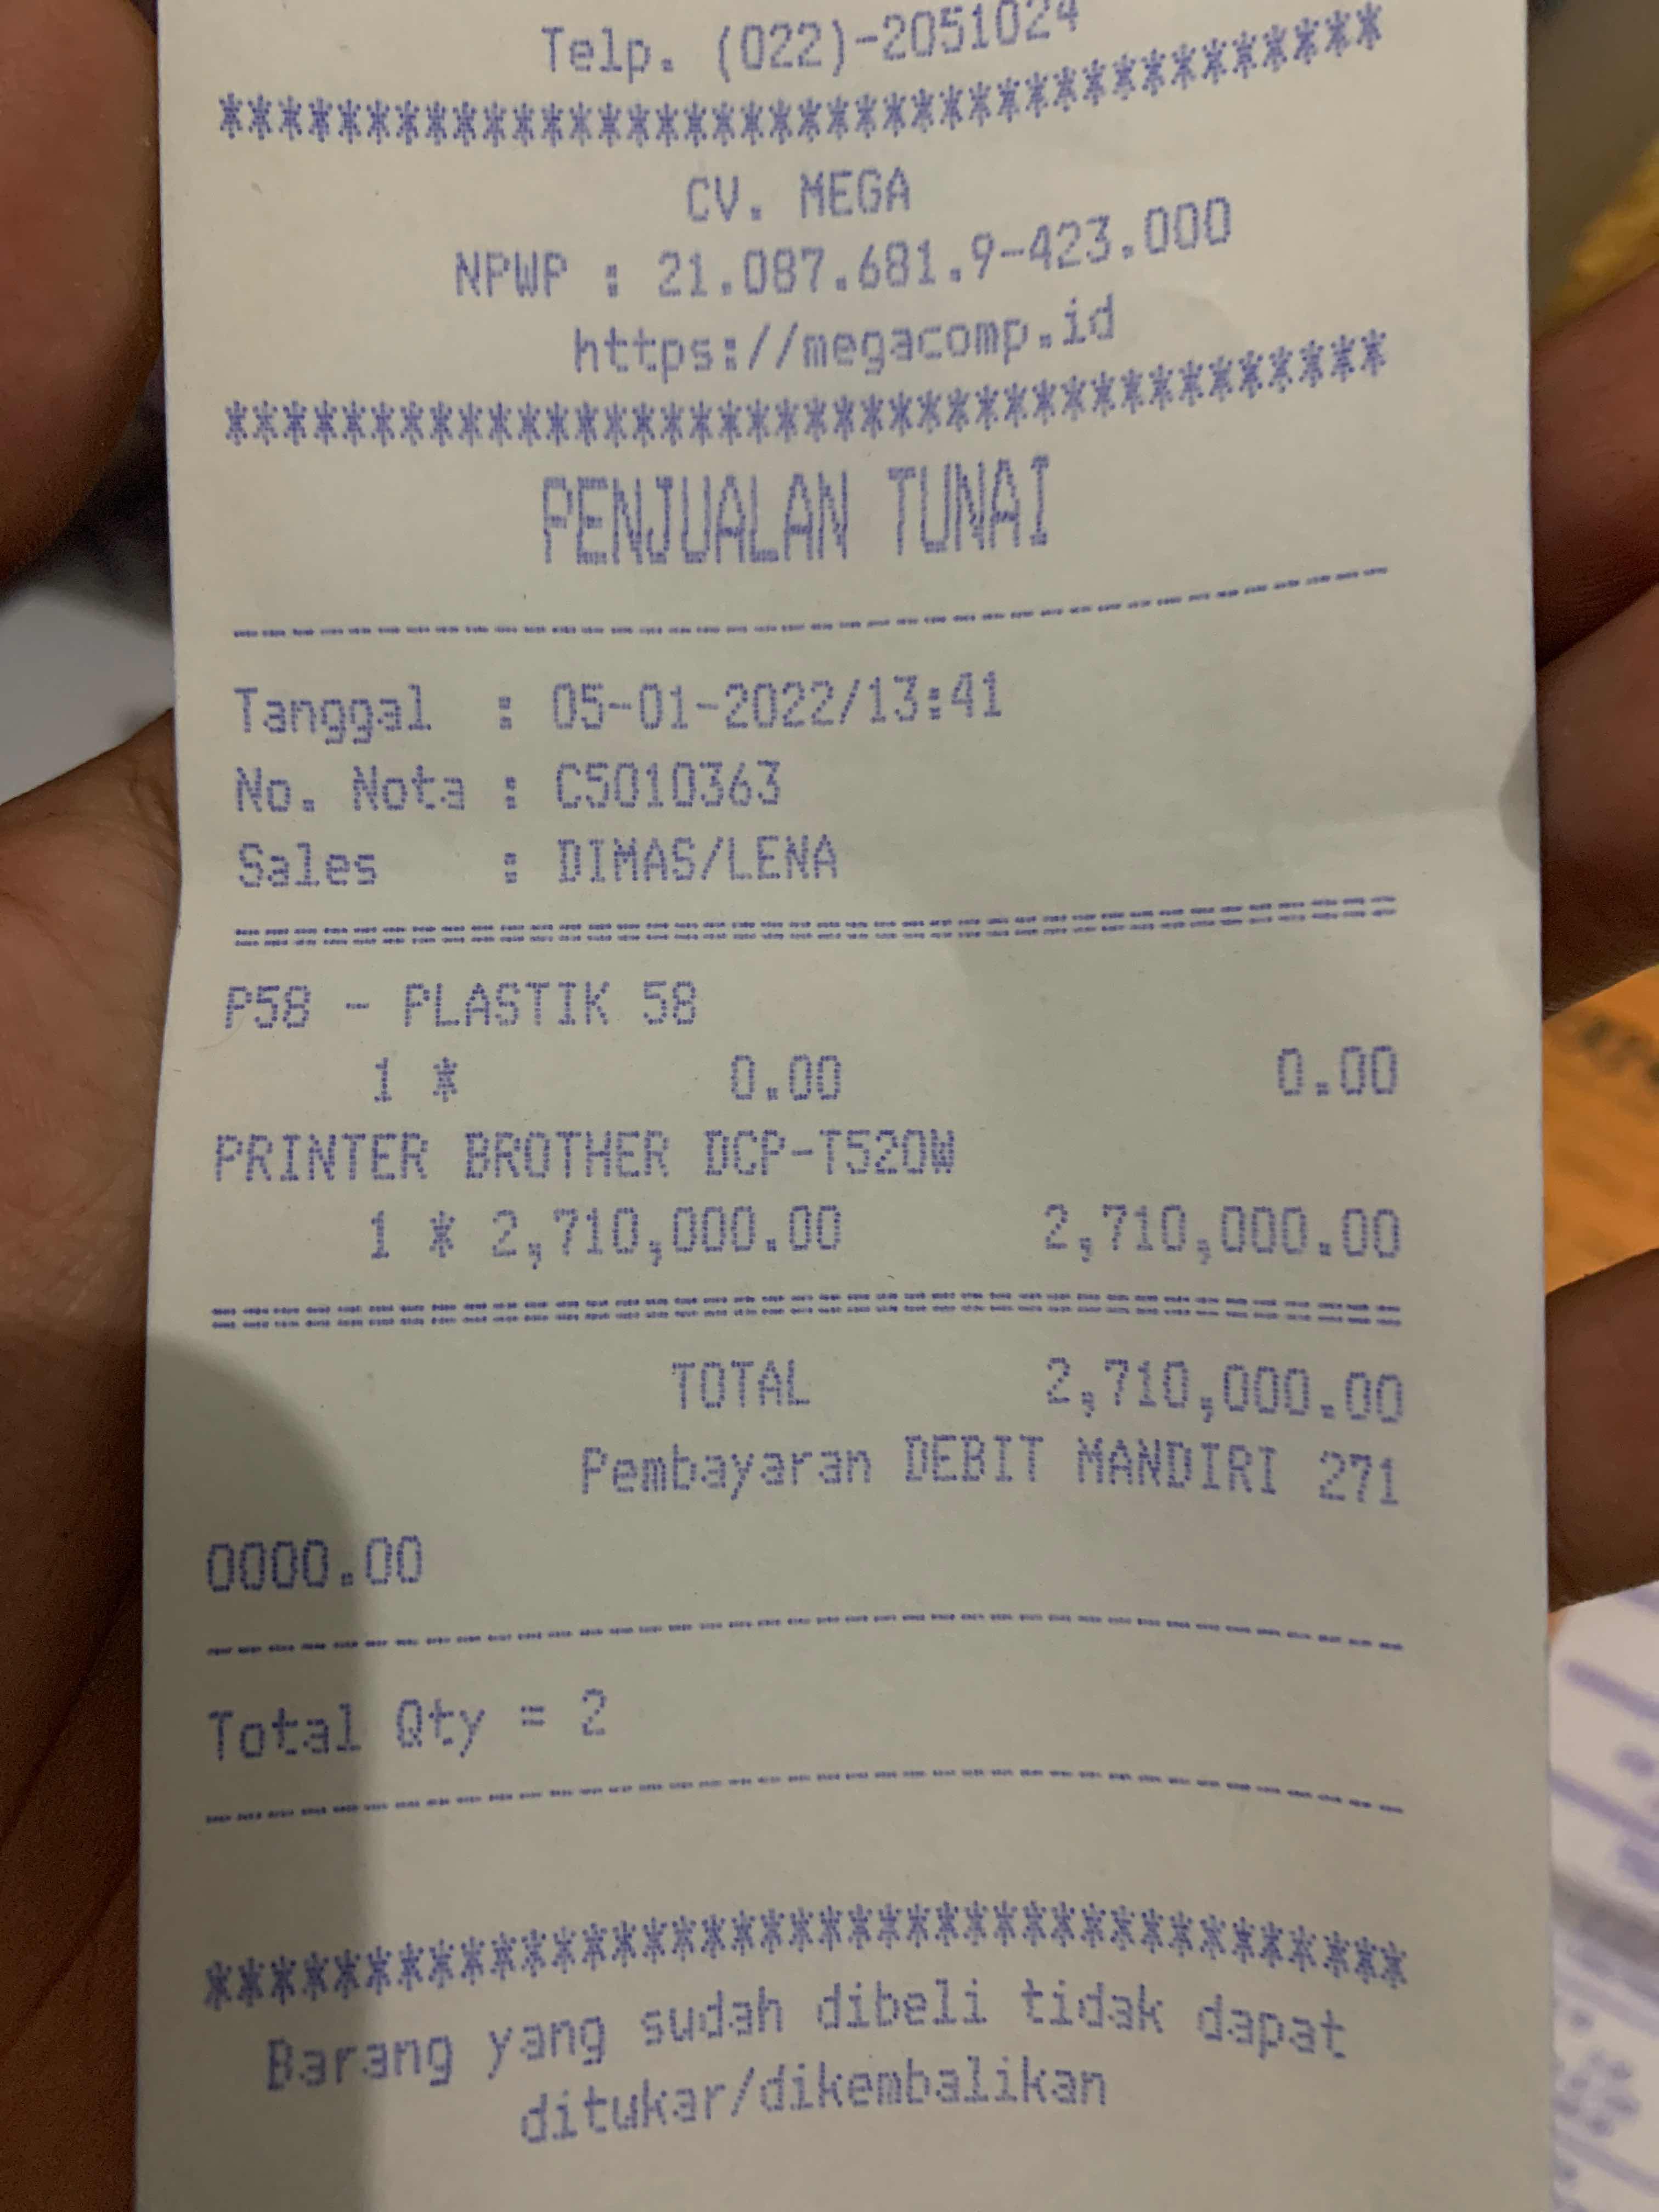 Telp. (022)-2051024
****************************************
CV. MEGA
NPWP : 21.087.681.9-423.000
https://megacomp.id
****************************************
PENJUALAN TUNAI
----------------------------------------
Tanggal : 05-01-2022/13:41
No. Nota : C5010363
Sales : DIMAS/LENA
========================================
P58 - PLASTIK 58
1 * 0.00 0.00
PRINTER BROTHER DCP-T520W
1 * 2,710,000.00 2,710,000.00
========================================
TOTAL 2,710,000.00
Pembayaran DEBIT MANDIRI 271
0000.00
----------------------------------------
Total Qty = 2
----------------------------------------
****************************************
Barang yang sudah dibeli tidak dapat
ditukar/dikembalikan